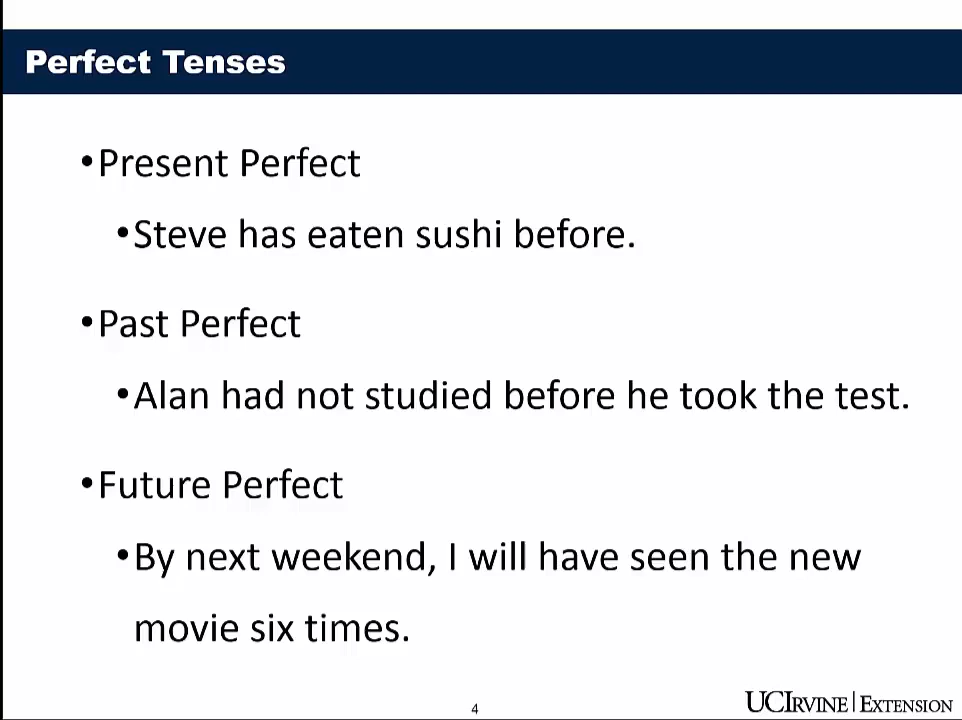 Perfect Tenses
•Present Perfect
•Steve has eaten sushi before.
•Past Perfect
•Alan had not studied before he took the test.
•Future Perfect
•By next weekend, I will have seen the new
movie six times.
4
UCIRVINE | EXTENSION